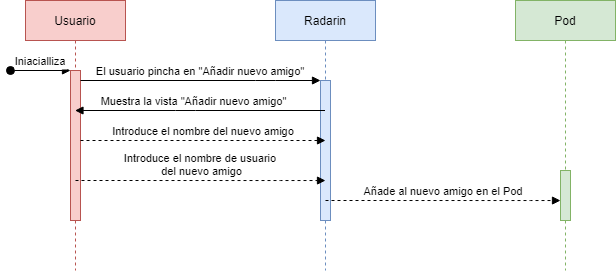 Usuario
Radarin
Pod
Iniacialliza
El usuario pincha en "Añadir nuevo amigo"
Muestra la vista "Añadir nuevo amigo"
Introduce el nombre del nuevo amigo
Introduce el nombre de usuario
del nuevo amigo
Añade al nuevo amigo en el Pod